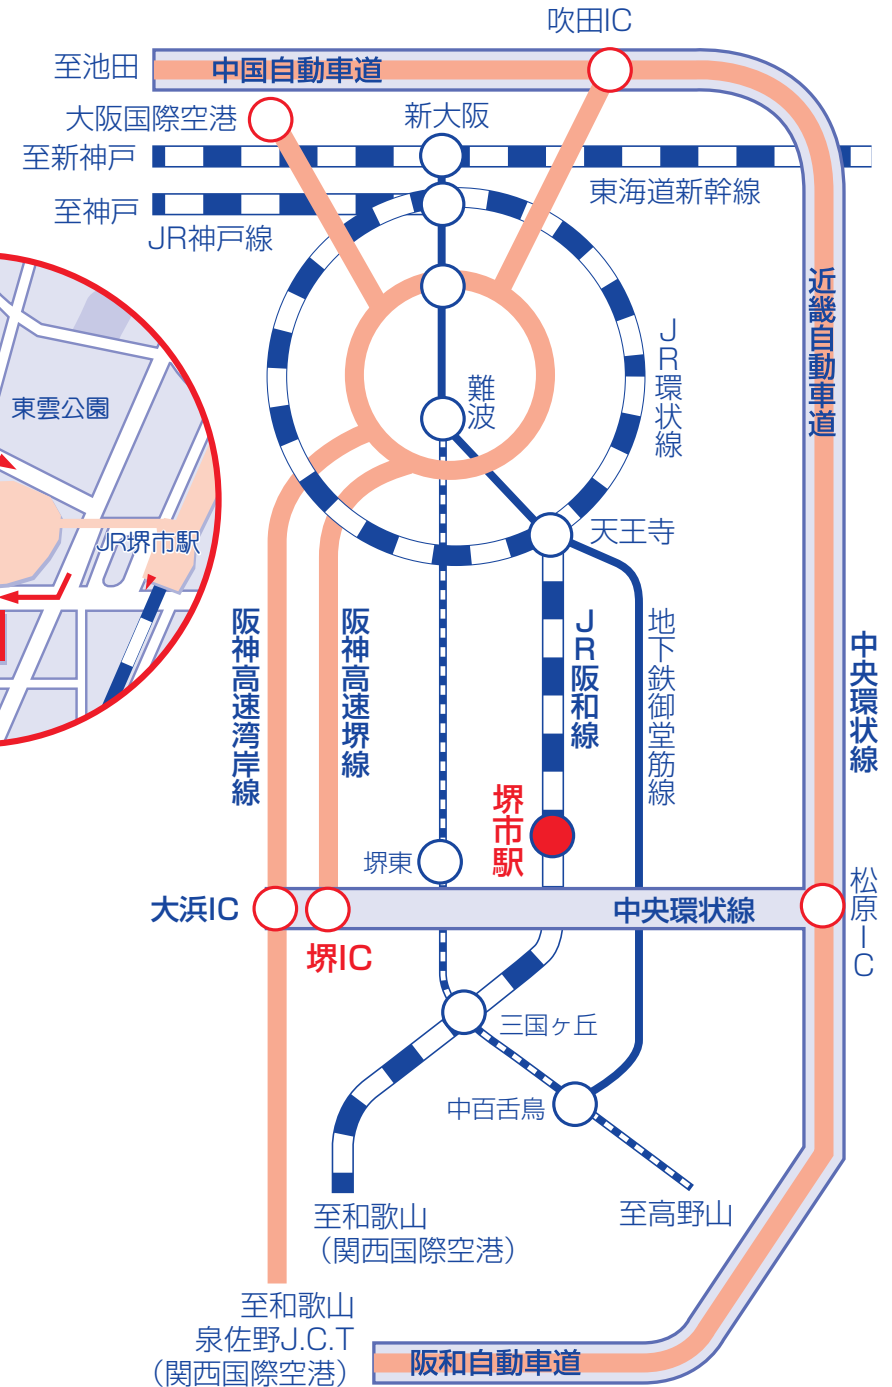 吹田IC
至池田
中国自動車道
大阪国際空港
新大阪
至新神戸
東海道新幹線
至神戸
JR神戸線
近畿自動車道
JR環状線
難波
東雲公園
天王寺
JR堺市駅
阪神高速湾岸線
阪神高速堺線
JR阪和線
地下鉄御堂筋線
中央環状線
堺市駅
堺東
松原IC
大浜IC
中央環状線
堺IC
三国ヶ丘
中百舌鳥
至和歌山
（関西国際空港）
至高野山
至和歌山
泉佐野J.C.T
（関西国際空港）
阪和自動車道